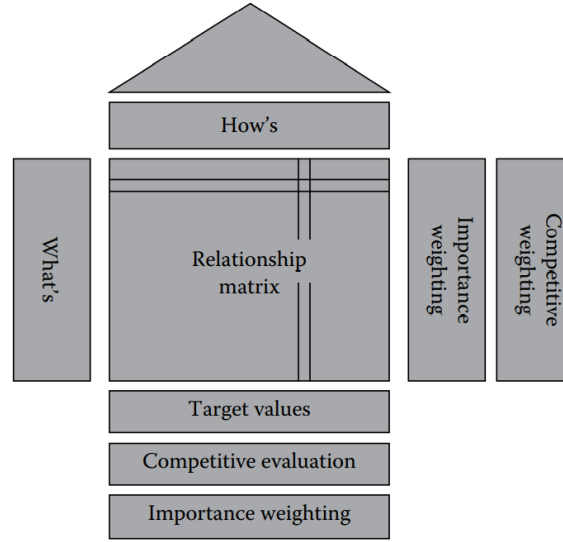 How's
What's
Relationship
matrix
Importance
weighting
Competitive
weighting
Target values
Competitive evaluation
Importance weighting